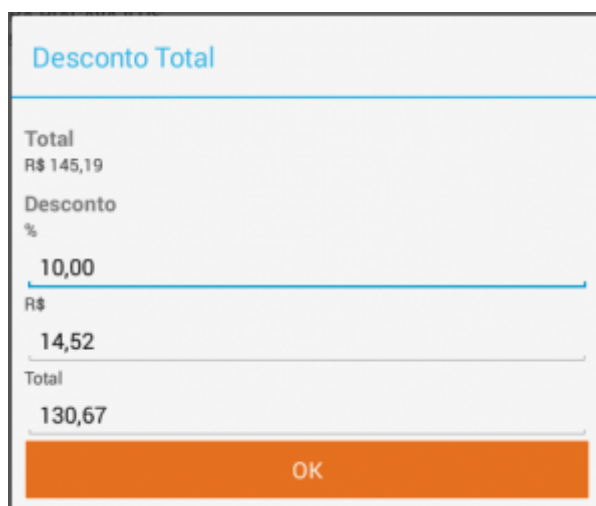 Desconto Total
Total
R$ 145,19
Desconto
%
10,00
R$
14,52
Total
130,67
OK